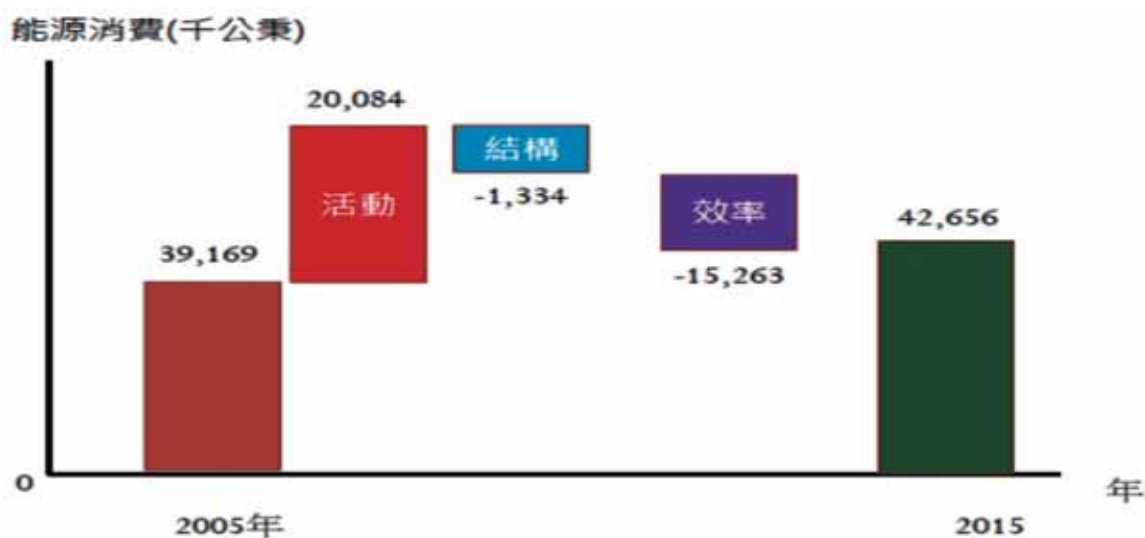 能源消費(千公秉)
20,084
結構
活動
-1,334
效率
39,169
42,656
-15,263
0
年
2005年
2015